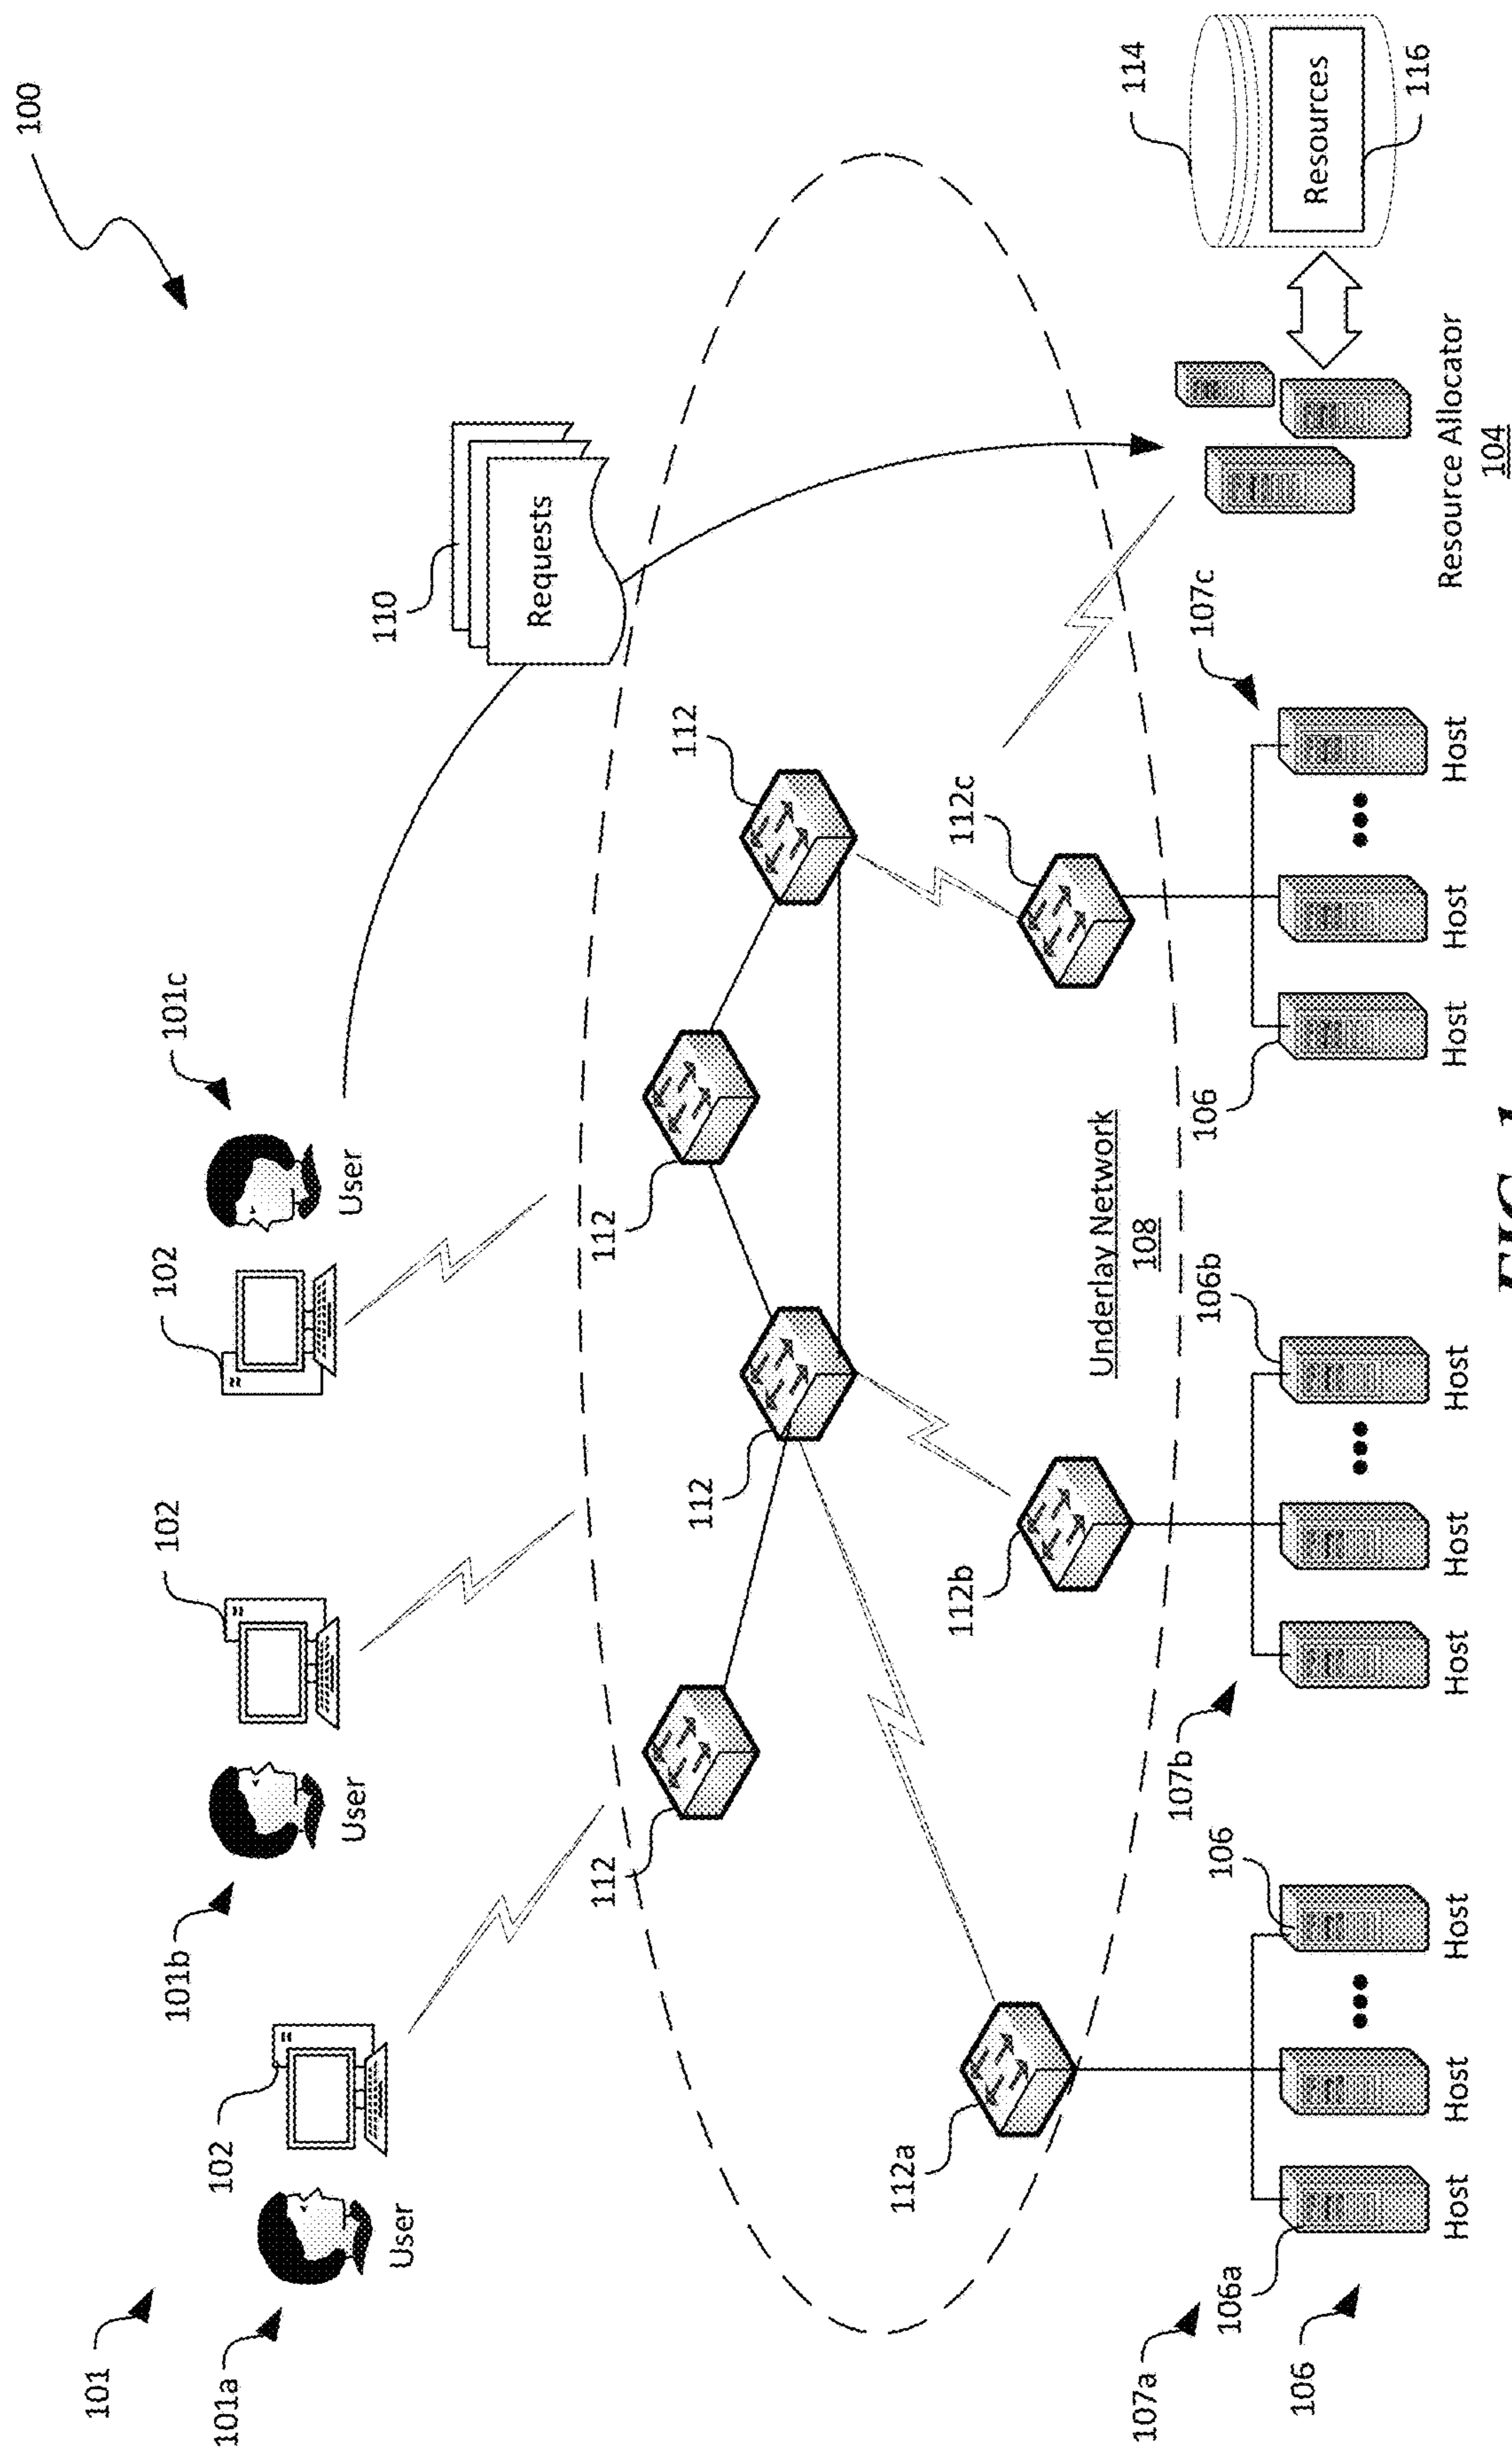 100
101
101a
User
102
101b
User
102
102
101c
User
110
Requests
112
112
112
112
112a
112b
112c
Underlay Network
108
107a
106a
106
Host
Host
Host
106
107b
106b
Host
Host
Host
106
107c
Host
Host
Host
Resource Allocator
104
114
Resources
116